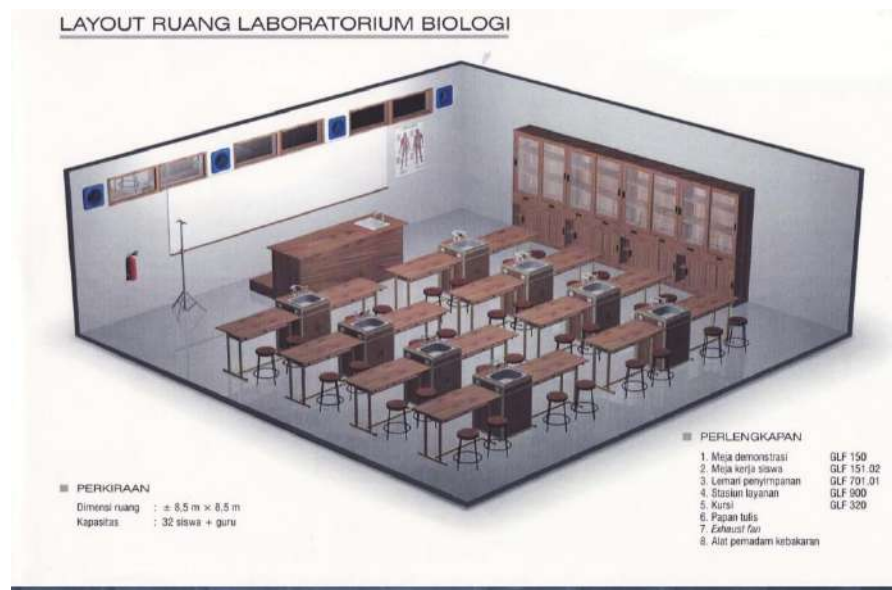 LAYOUT RUANG LABORATORIUM BIOLOGI
PERKIRAAN
Dimensi ruang : ± 8,5 m × 8,5 m
Kapasitas : 32 siswa + guru
PERLENGKAPAN
1. Meja demonstrasi GLF 150
2. Meja kerja siswa GLF 151.02
3. Lemari penyimpanan GLF 701.01
4. Stasiun layanan GLF 900
5. Kursi GLF 320
6. Papan tulis
7. Exhaust fan
8. Alat pemadam kebakaran